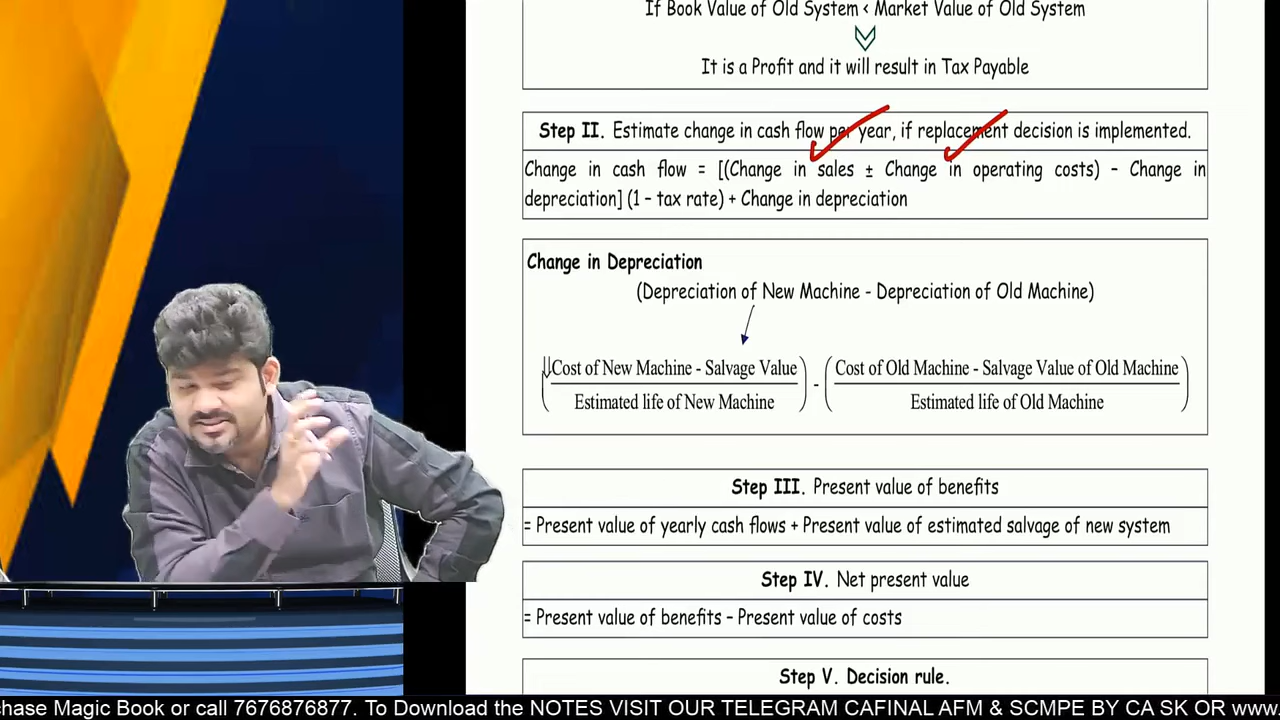 If Book Value of Old System < Market Value of Old System
It is a Profit and it will result in Tax Payable
Step II. Estimate change in cash flow per year, if replacement decision is implemented.
Change in cash flow = [(Change in sales ± Change in operating costs) – Change in
depreciation] (1 – tax rate) + Change in depreciation
Change in Depreciation
(Depreciation of New Machine - Depreciation of Old Machine)
(Cost of New Machine - Salvage Value / Estimated life of New Machine) - (Cost of Old Machine - Salvage Value of Old Machine / Estimated life of Old Machine)
Step III. Present value of benefits
= Present value of yearly cash flows + Present value of estimated salvage of new system
Step IV. Net present value
= Present value of benefits – Present value of costs
Step V. Decision rule.
chase Magic Book or call 7676876877. To Download the NOTES VISIT OUR TELEGRAM CAFINAL AFM & SCMPE BY CA SK OR www.